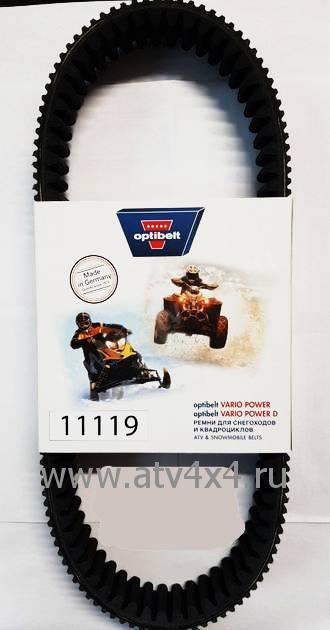 optibelt
Made
in Germany
optibelt VARIO POWER
optibelt VARIO POWER D
РЕМНИ ДЛЯ СНЕГОХОДОВ
И КВАДРОЦИКЛОВ
ATV & SNOWMOBILE BELTS
11119
www.atv4x4.ru